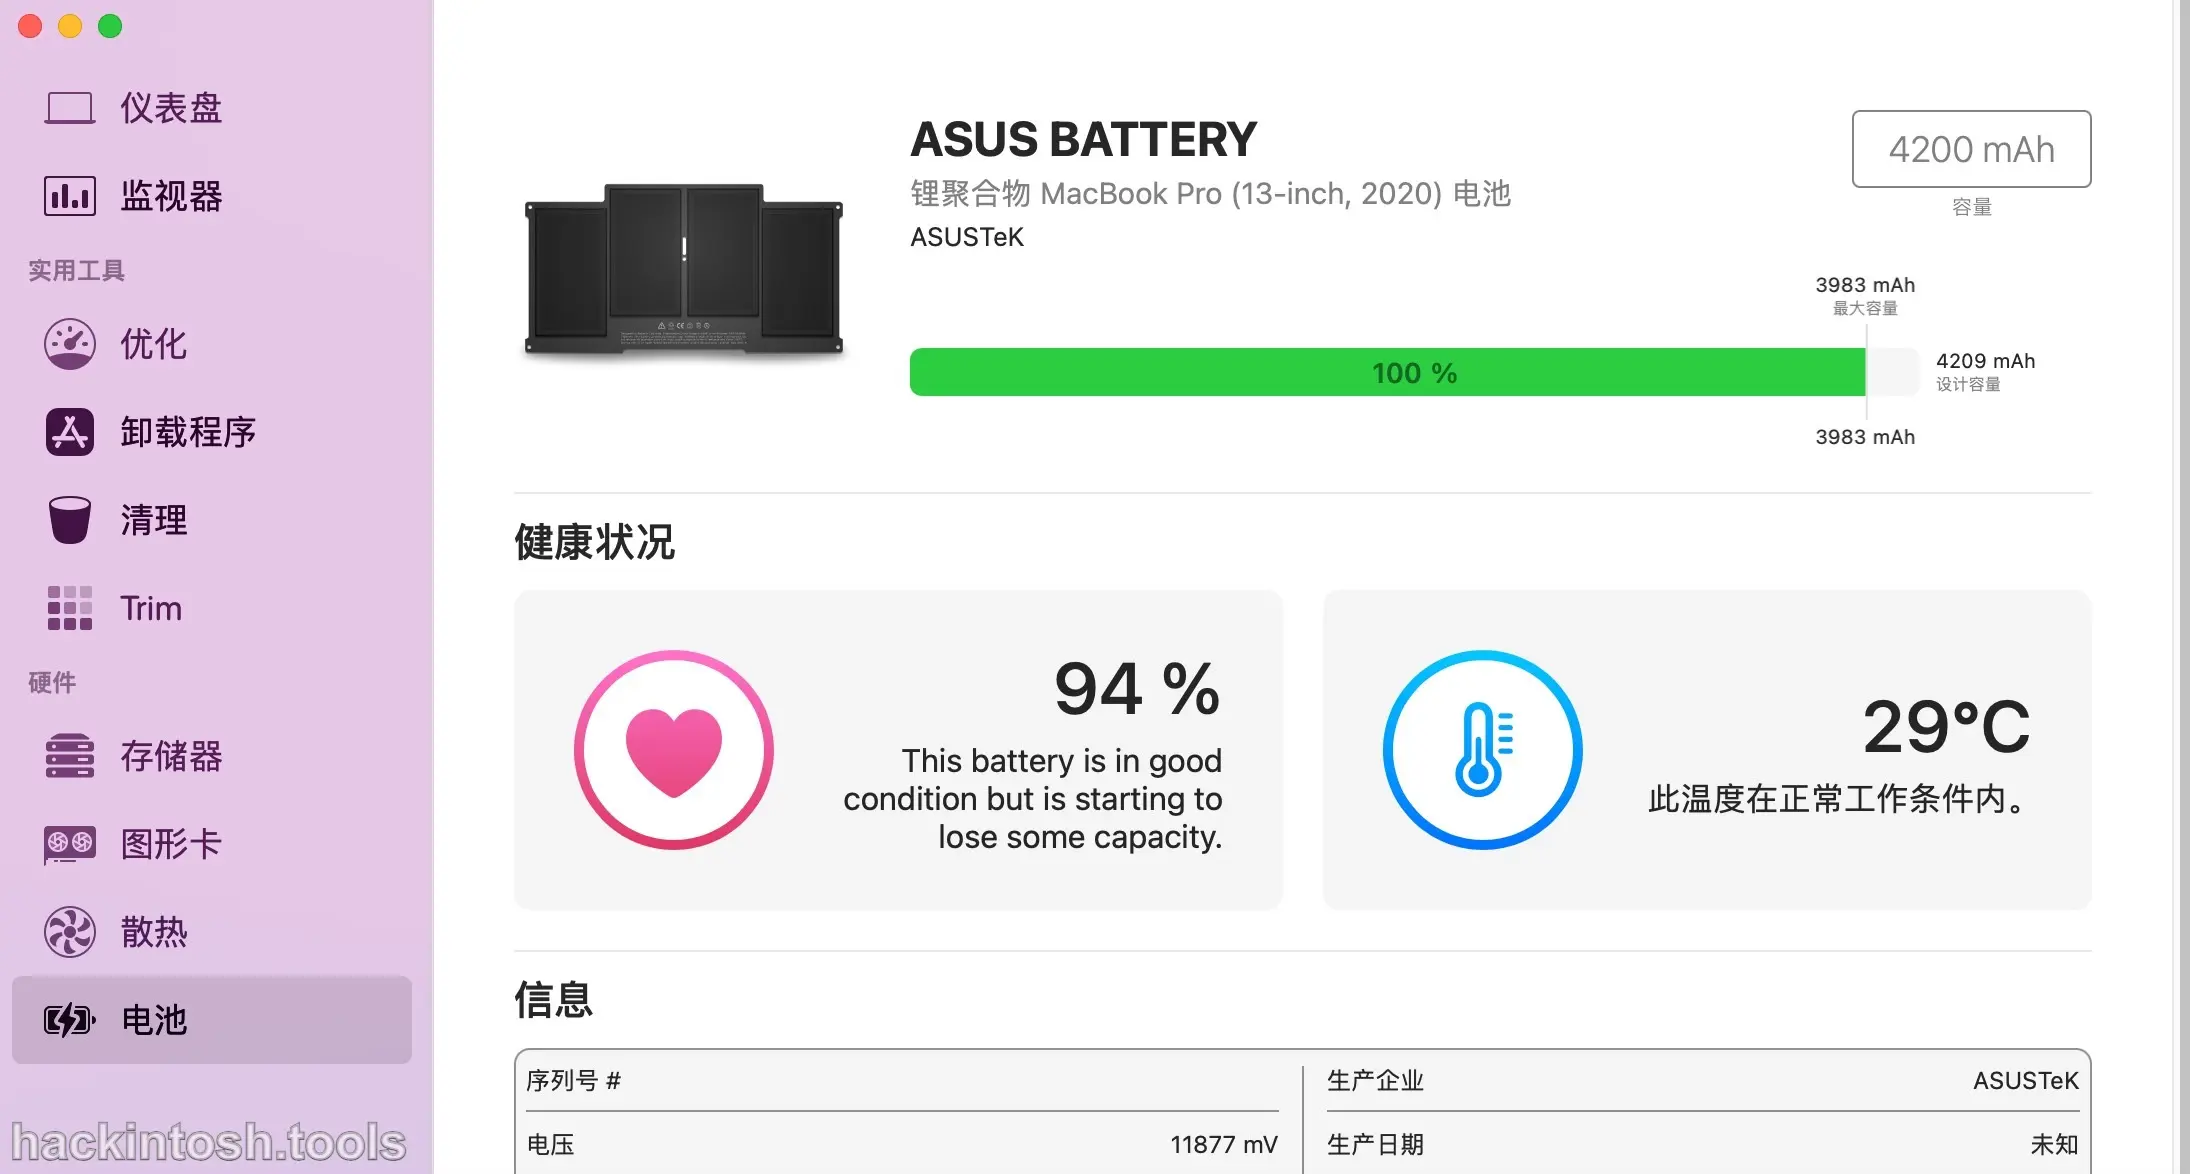 仪表盘
监视器
实用工具
优化
卸载程序
清理
Trim
硬件
存储器
图形卡
散热
电池
hackintosh.tools
ASUS BATTERY
锂聚合物 MacBook Pro (13-inch, 2020) 电池
ASUSTeK
4200 mAh
容量
3983 mAh
最大容量
100 %
4209 mAh
设计容量
3983 mAh
健康状况
94 %
This battery is in good
condition but is starting to
lose some capacity.
29°C
此温度在正常工作条件内。
信息
序列号 #
生产企业 ASUSTeK
电压 11877 mV
生产日期 未知